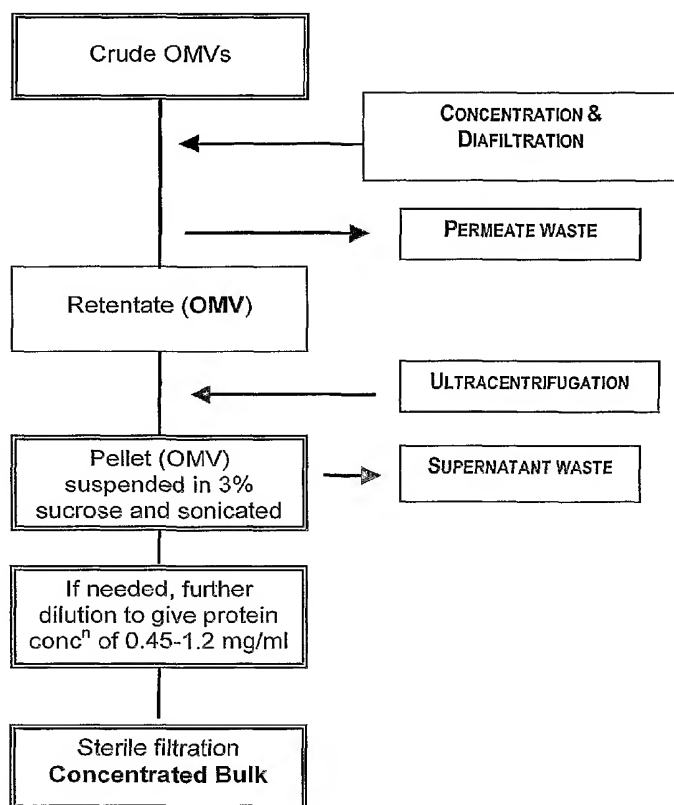 Crude OMVs
CONCENTRATION &
DIAFILTRATION
PERMEATE WASTE
Retentate (OMV)
ULTRACENTRIFUGATION
Pellet (OMV)
suspended in 3%
sucrose and sonicated
SUPERNATANT WASTE
If needed, further
dilution to give protein
concⁿ of 0.45-1.2 mg/ml
Sterile filtration
Concentrated Bulk